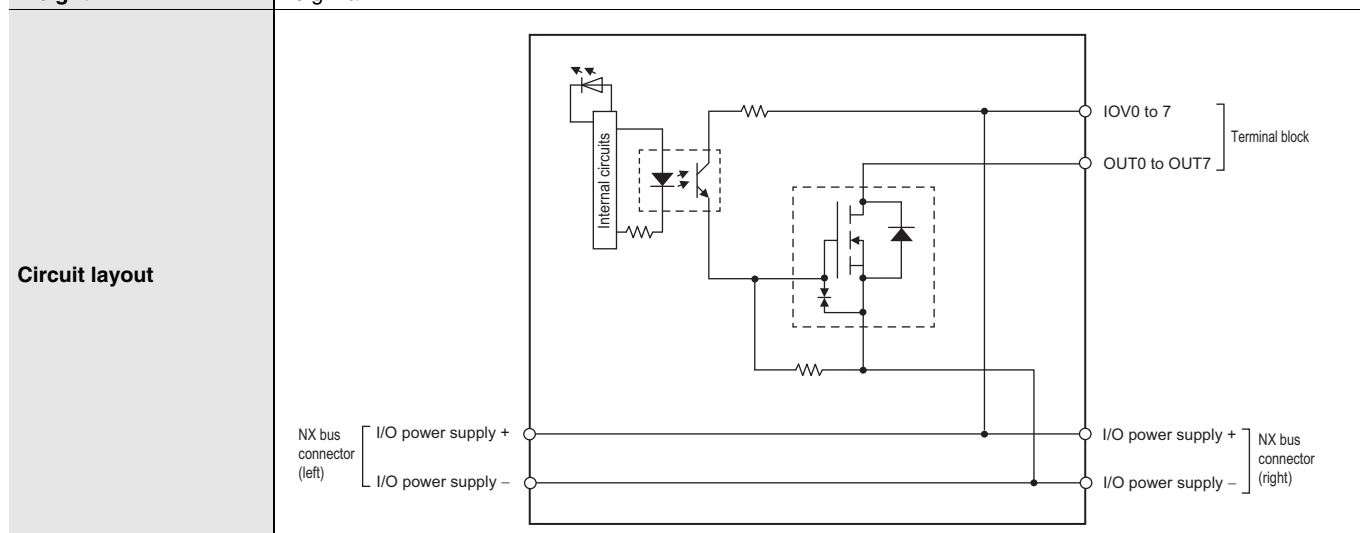 Circuit layout
Internal circuits
IOV0 to 7
OUT0 to OUT7
Terminal block
NX bus
connector
(left)
I/O power supply +
I/O power supply –
I/O power supply +
I/O power supply –
NX bus
connector
(right)